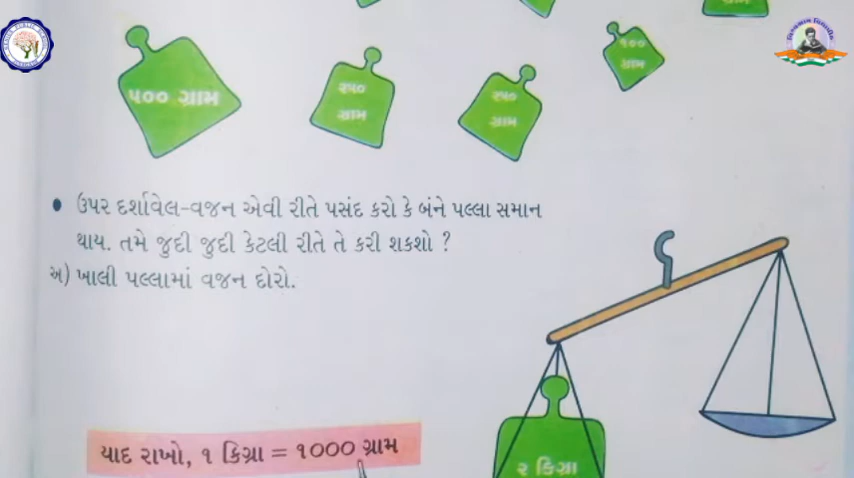 ૧૦૦
ગ્રામ
૫૦૦ ગ્રામ
૨૫૦
ગ્રામ
૨૫૦
ગ્રામ
• ઉપર દર્શાવેલ-વજન એવી રીતે પસંદ કરો કે બંને પલ્લા સમાન
થાય. તમે જુદી જુદી કેટલી રીતે તે કરી શકશો ?
અ) ખાલી પલ્લામાં વજન દોરો.
યાદ રાખો, ૧ કિગ્રા = ૧૦૦૦ ગ્રામ
૨ કિગ્રા